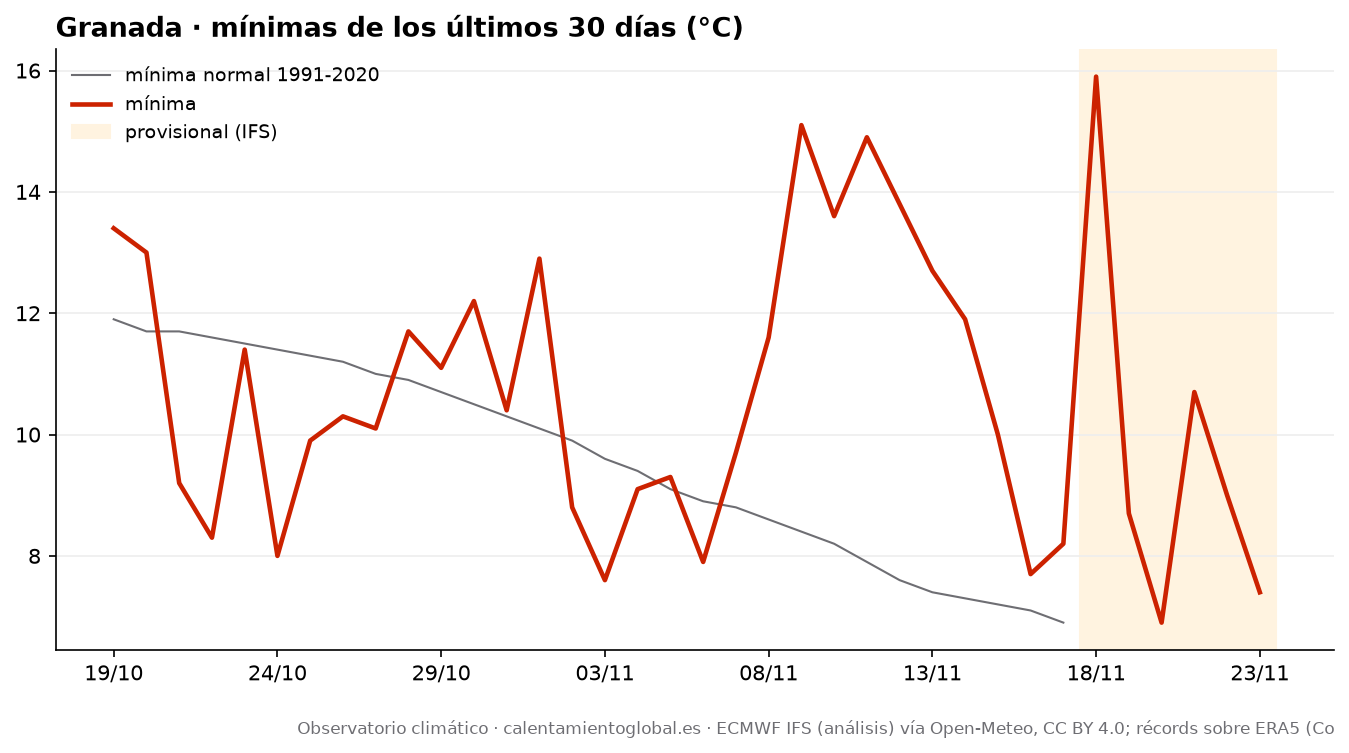 Granada · mínimas de los últimos 30 días (°C)
mínima normal 1991-2020
mínima
provisional (IFS)
16
14
12
10
8
19/10 24/10 29/10 03/11 08/11 13/11 18/11 23/11
Observatorio climático · calentamientoglobal.es · ECMWF IFS (análisis) vía Open-Meteo, CC BY 4.0; récords sobre ERA5 (Co